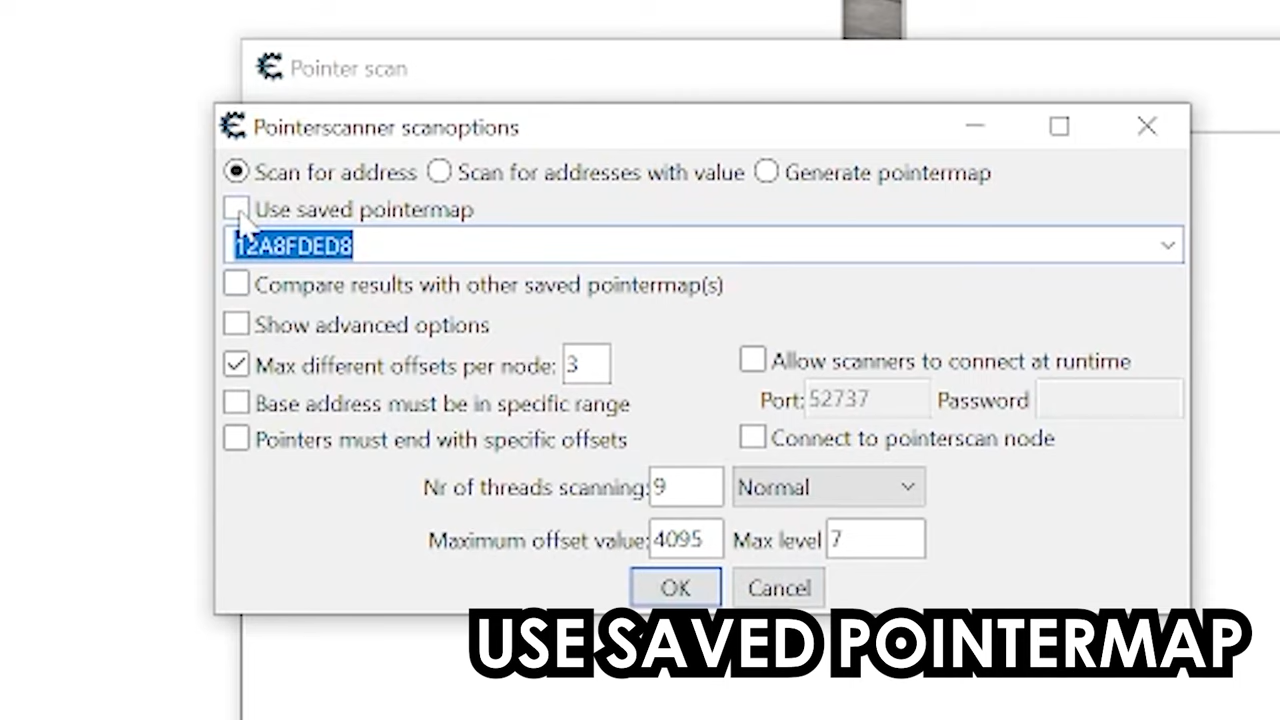 Pointer scan
Pointerscanner scanoptions
Scan for address Scan for addresses with value Generate pointermap
Use saved pointermap
12A8FDED8
Compare results with other saved pointermap(s)
Show advanced options
Max different offsets per node: 3 Allow scanners to connect at runtime
Base address must be in specific range Port: 52737 Password
Pointers must end with specific offsets Connect to pointerscan node
Nr of threads scanning: 9 Normal
Maximum offset value: 4095 Max level 7
OK Cancel
USE SAVED POINTERMAP